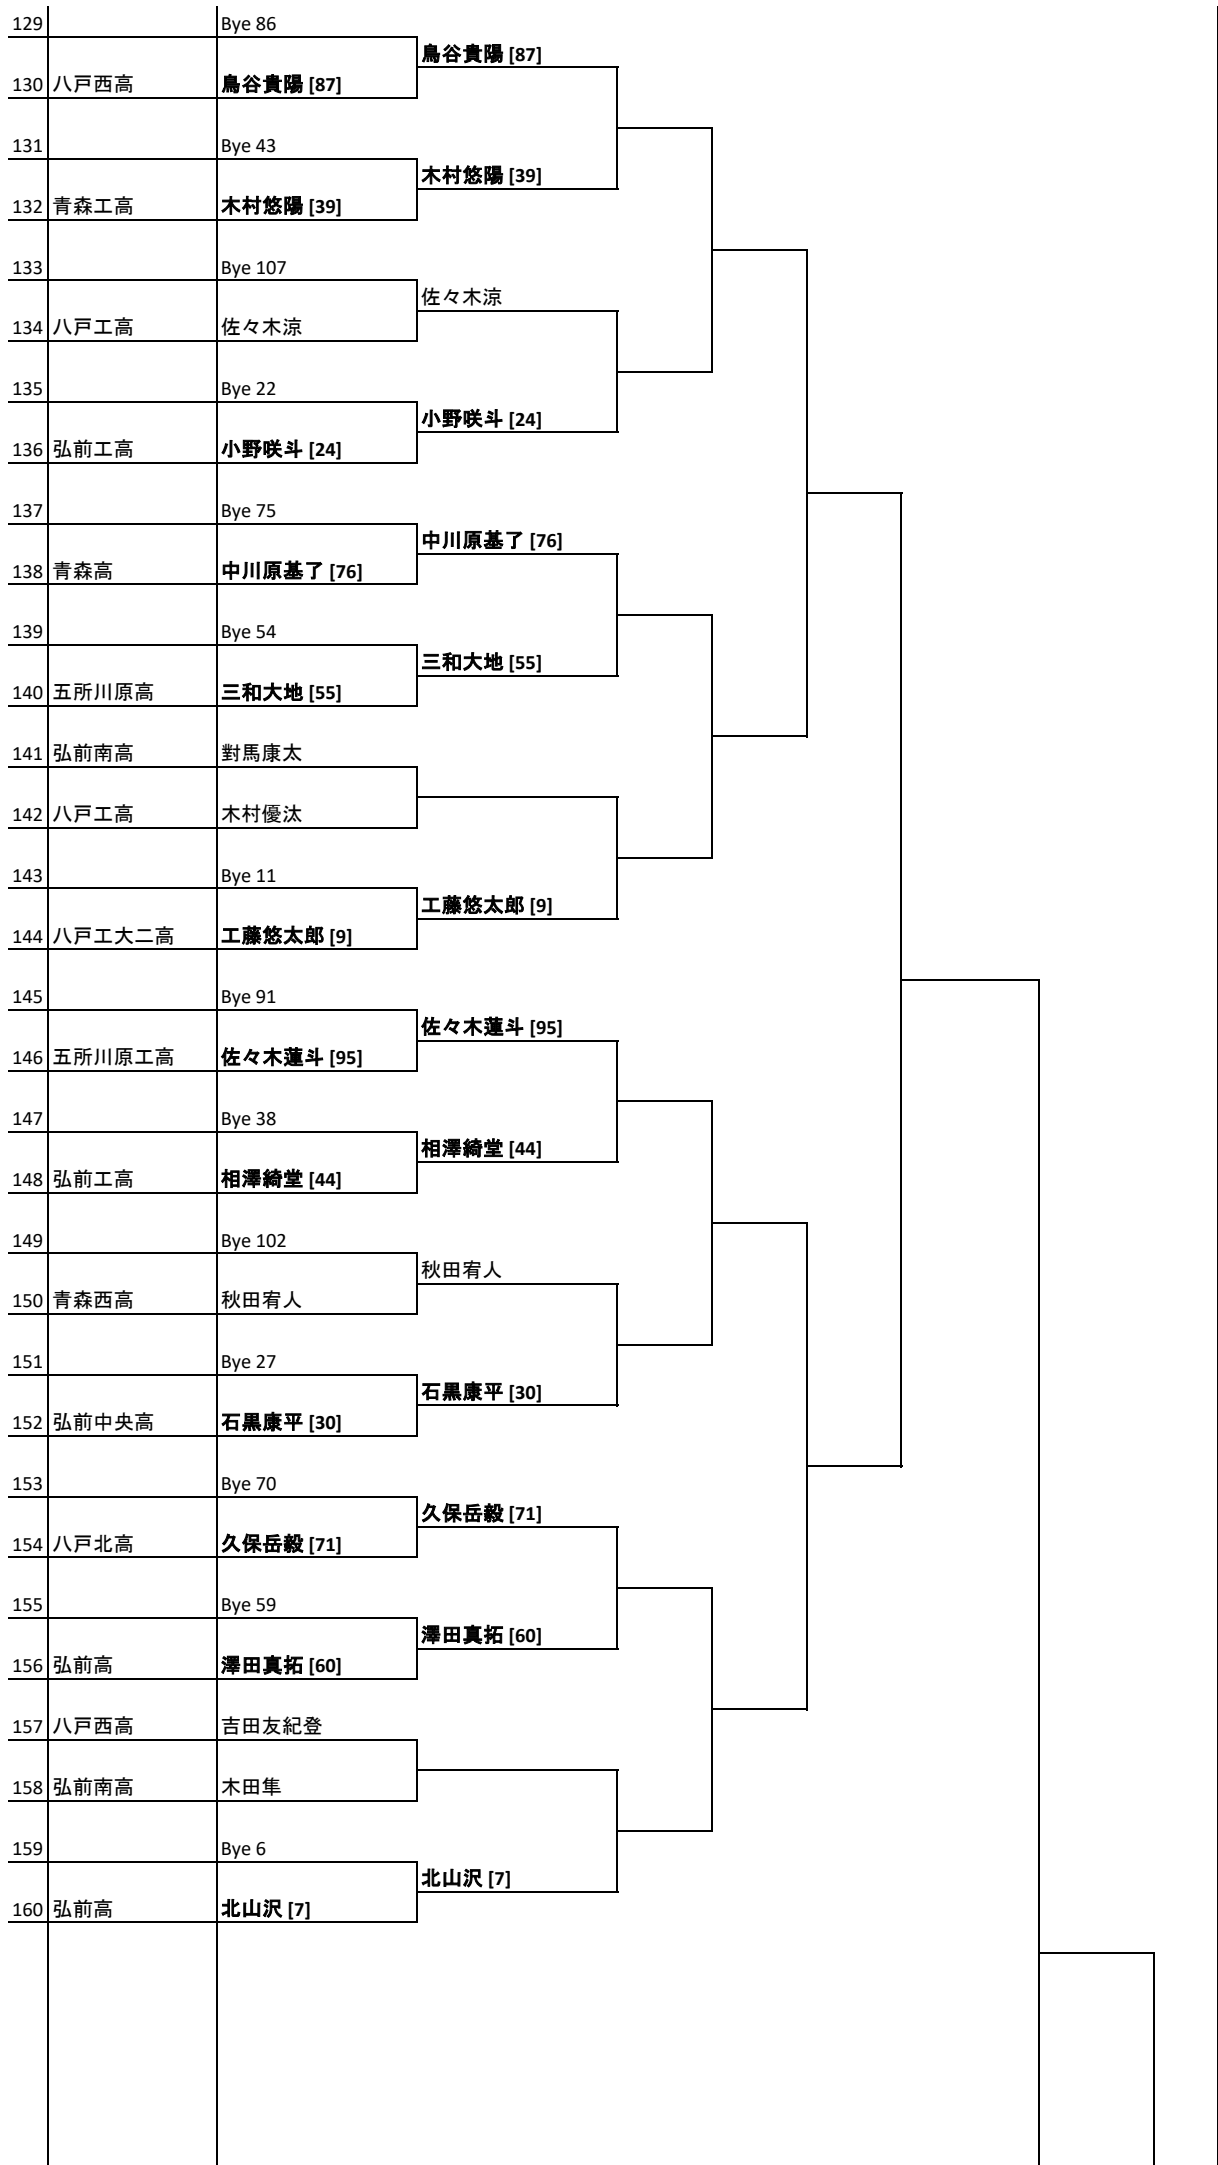 129 Bye 86
鳥谷貴陽 [87]
130 八戸西高 鳥谷貴陽 [87]
131 Bye 43
木村悠陽 [39]
132 青森工高 木村悠陽 [39]
133 Bye 107
佐々木涼
134 八戸工高 佐々木涼
135 Bye 22
小野咲斗 [24]
136 弘前工高 小野咲斗 [24]
137 Bye 75
中川原基了 [76]
138 青森高 中川原基了 [76]
139 Bye 54
三和大地 [55]
140 五所川原高 三和大地 [55]
141 弘前南高 對馬康太
142 八戸工高 木村優汰
143 Bye 11
工藤悠太郎 [9]
144 八戸工大二高 工藤悠太郎 [9]
145 Bye 91
佐々木蓮斗 [95]
146 五所川原工高 佐々木蓮斗 [95]
147 Bye 38
相澤綺堂 [44]
148 弘前工高 相澤綺堂 [44]
149 Bye 102
秋田宥人
150 青森西高 秋田宥人
151 Bye 27
石黒康平 [30]
152 弘前中央高 石黒康平 [30]
153 Bye 70
久保岳毅 [71]
154 八戸北高 久保岳毅 [71]
155 Bye 59
澤田真拓 [60]
156 弘前高 澤田真拓 [60]
157 八戸西高 吉田友紀登
158 弘前南高 木田隼
159 Bye 6
北山沢 [7]
160 弘前高 北山沢 [7]